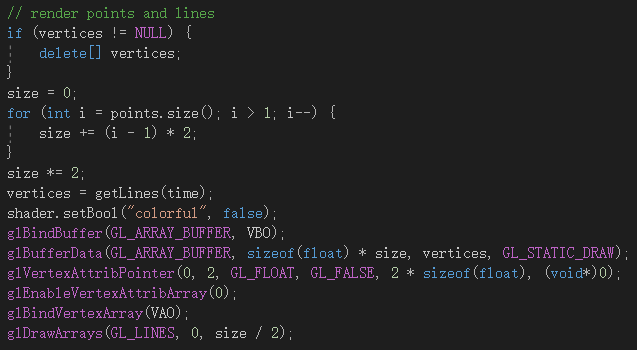 // render points and lines
if (vertices != NULL) {
    delete[] vertices;
}
size = 0;
for (int i = points.size(); i > 1; i--) {
    size += (i - 1) * 2;
}
size *= 2;
vertices = getLines(time);
shader.setBool("colorful", false);
glBindBuffer(GL_ARRAY_BUFFER, VBO);
glBufferData(GL_ARRAY_BUFFER, sizeof(float) * size, vertices, GL_STATIC_DRAW);
glVertexAttribPointer(0, 2, GL_FLOAT, GL_FALSE, 2 * sizeof(float), (void*)0);
glEnableVertexAttribArray(0);
glBindVertexArray(VAO);
glDrawArrays(GL_LINES, 0, size / 2);